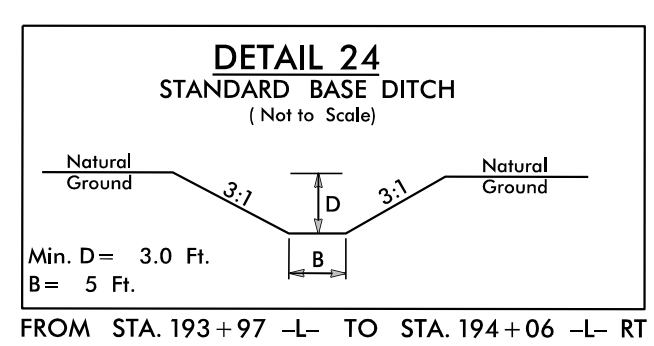 DETAIL 24
STANDARD BASE DITCH
( Not to Scale)
Natural
Ground
3:1
D
3:1
Natural
Ground
Min. D= 3.0 Ft.
B
B= 5 Ft.
FROM STA. 193+97 -L- TO STA. 194+06 -L- RT